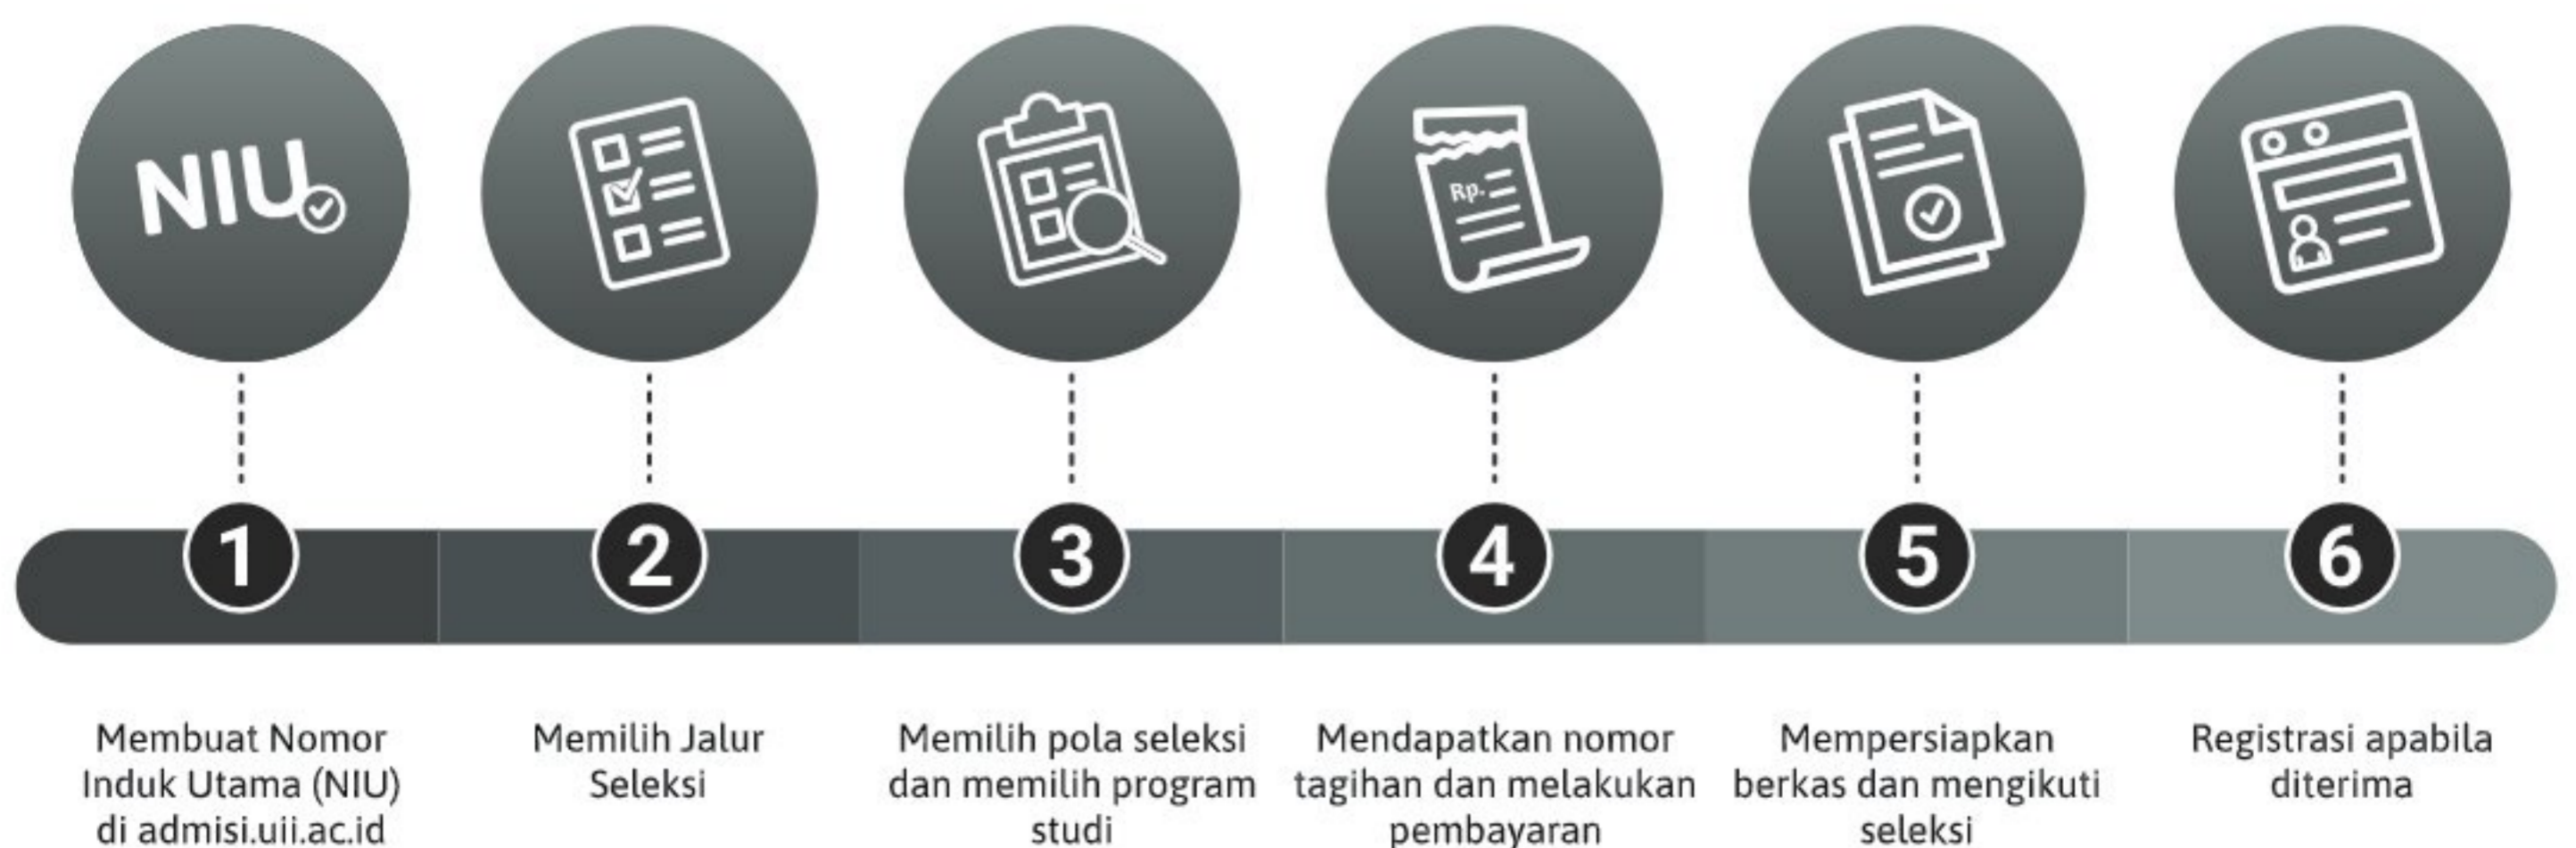 NIU
Rp.
1
2
3
4
5
6
Membuat Nomor
Induk Utama (NIU)
di admisi.uii.ac.id
Memilih Jalur
Seleksi
Memilih pola seleksi
dan memilih program
studi
Mendapatkan nomor
tagihan dan melakukan
pembayaran
Mempersiapkan
berkas dan mengikuti
seleksi
Registrasi apabila
diterima